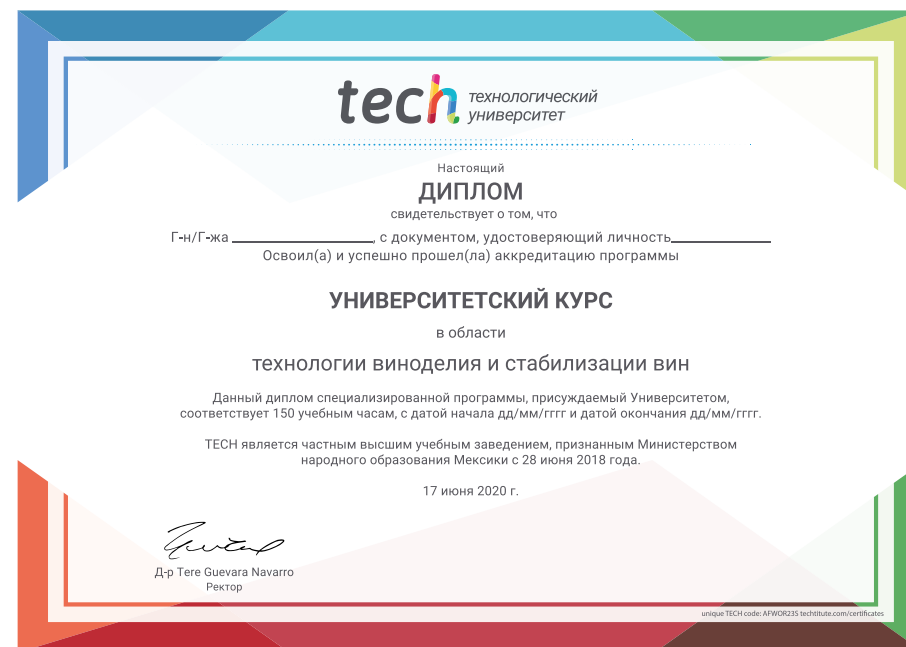 tech технологический
университет
Настоящий
ДИПЛОМ
свидетельствует о том, что
Г-н/Г-жа ____________________, с документом, удостоверяющий личность______________
Освоил(а) и успешно прошел(ла) аккредитацию программы
УНИВЕРСИТЕТСКИЙ КУРС
в области
технологии виноделия и стабилизации вин
Данный диплом специализированной программы, присуждаемый Университетом,
соответствует 150 учебным часам, с датой начала дд/мм/гггг и датой окончания дд/мм/гггг.
TECH является частным высшим учебным заведением, признанным Министерством
народного образования Мексики с 28 июня 2018 года.
17 июня 2020 г.
Д-р Tere Guevara Navarro
Ректор
unique TECH code: AFWOR23S techtitute.com/certificates